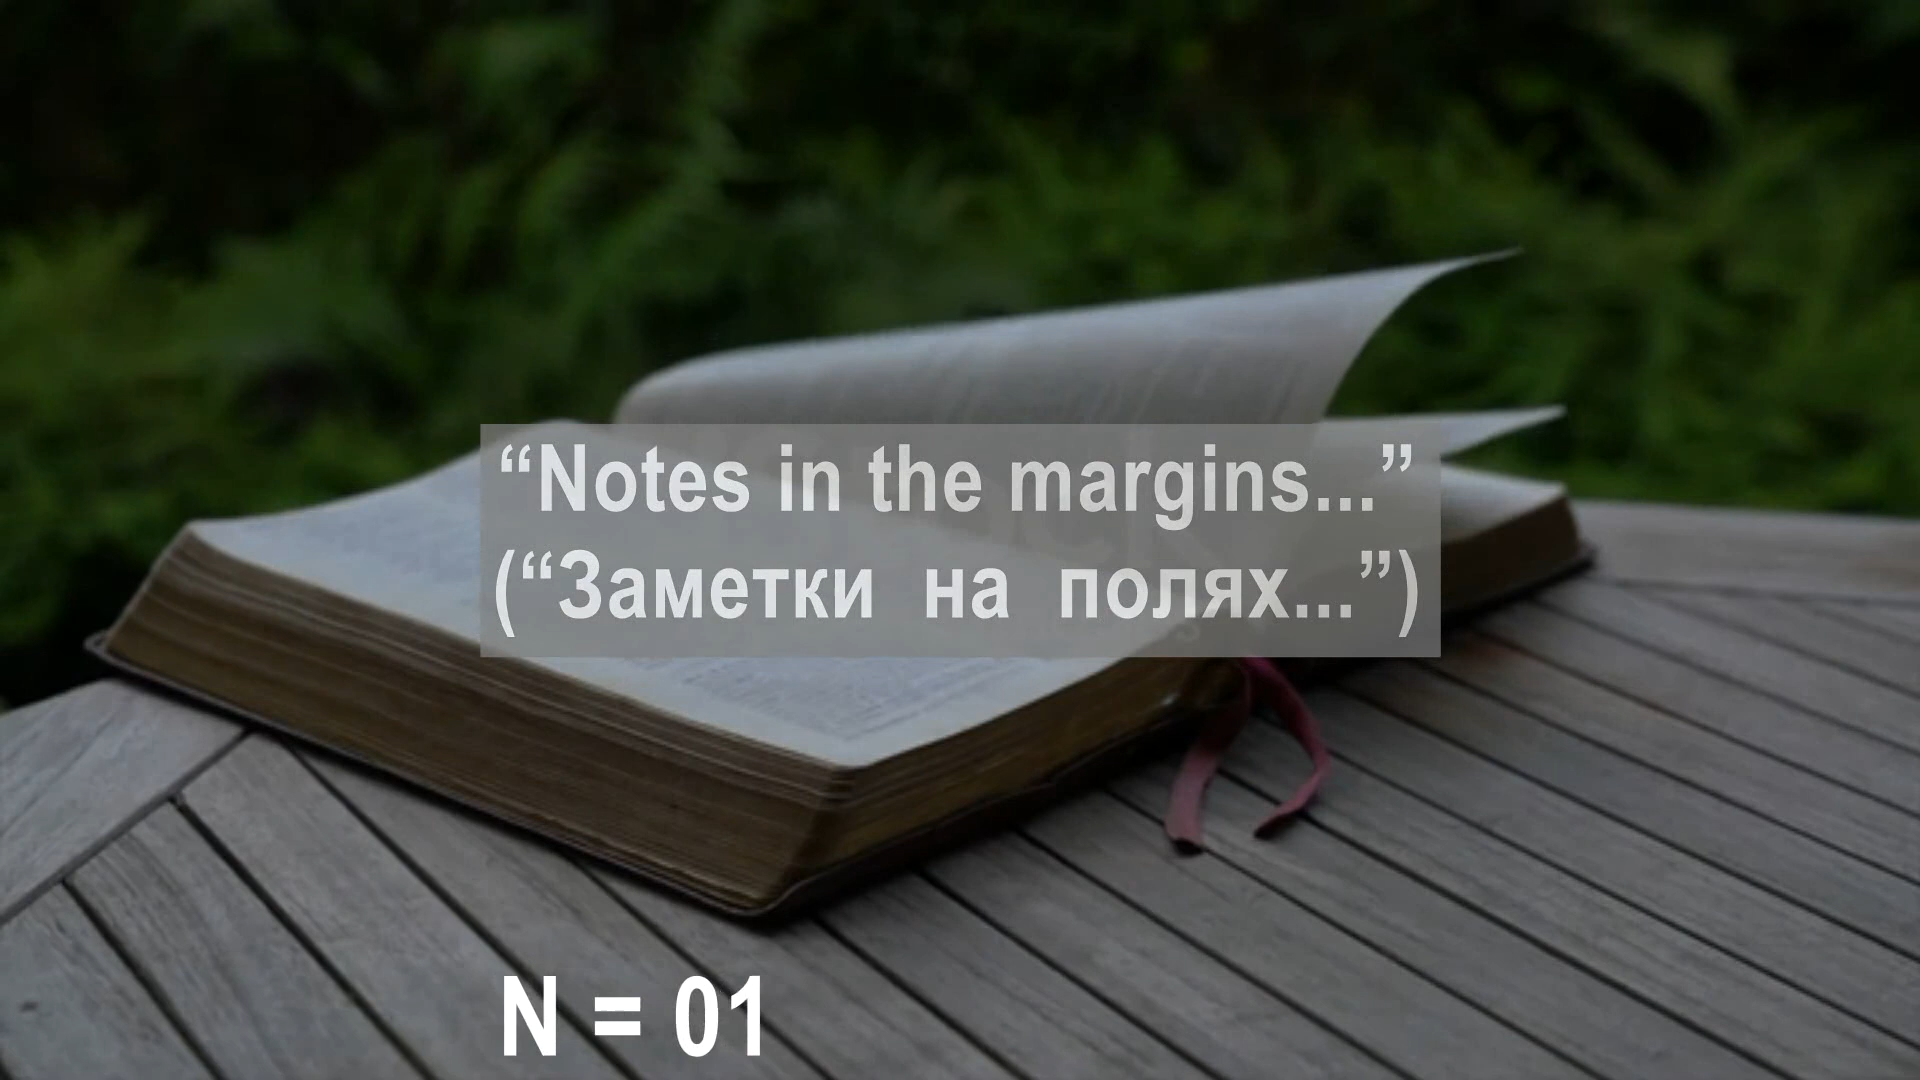 “Notes in the margins...”
(“Заметки на полях...”)
N = 01